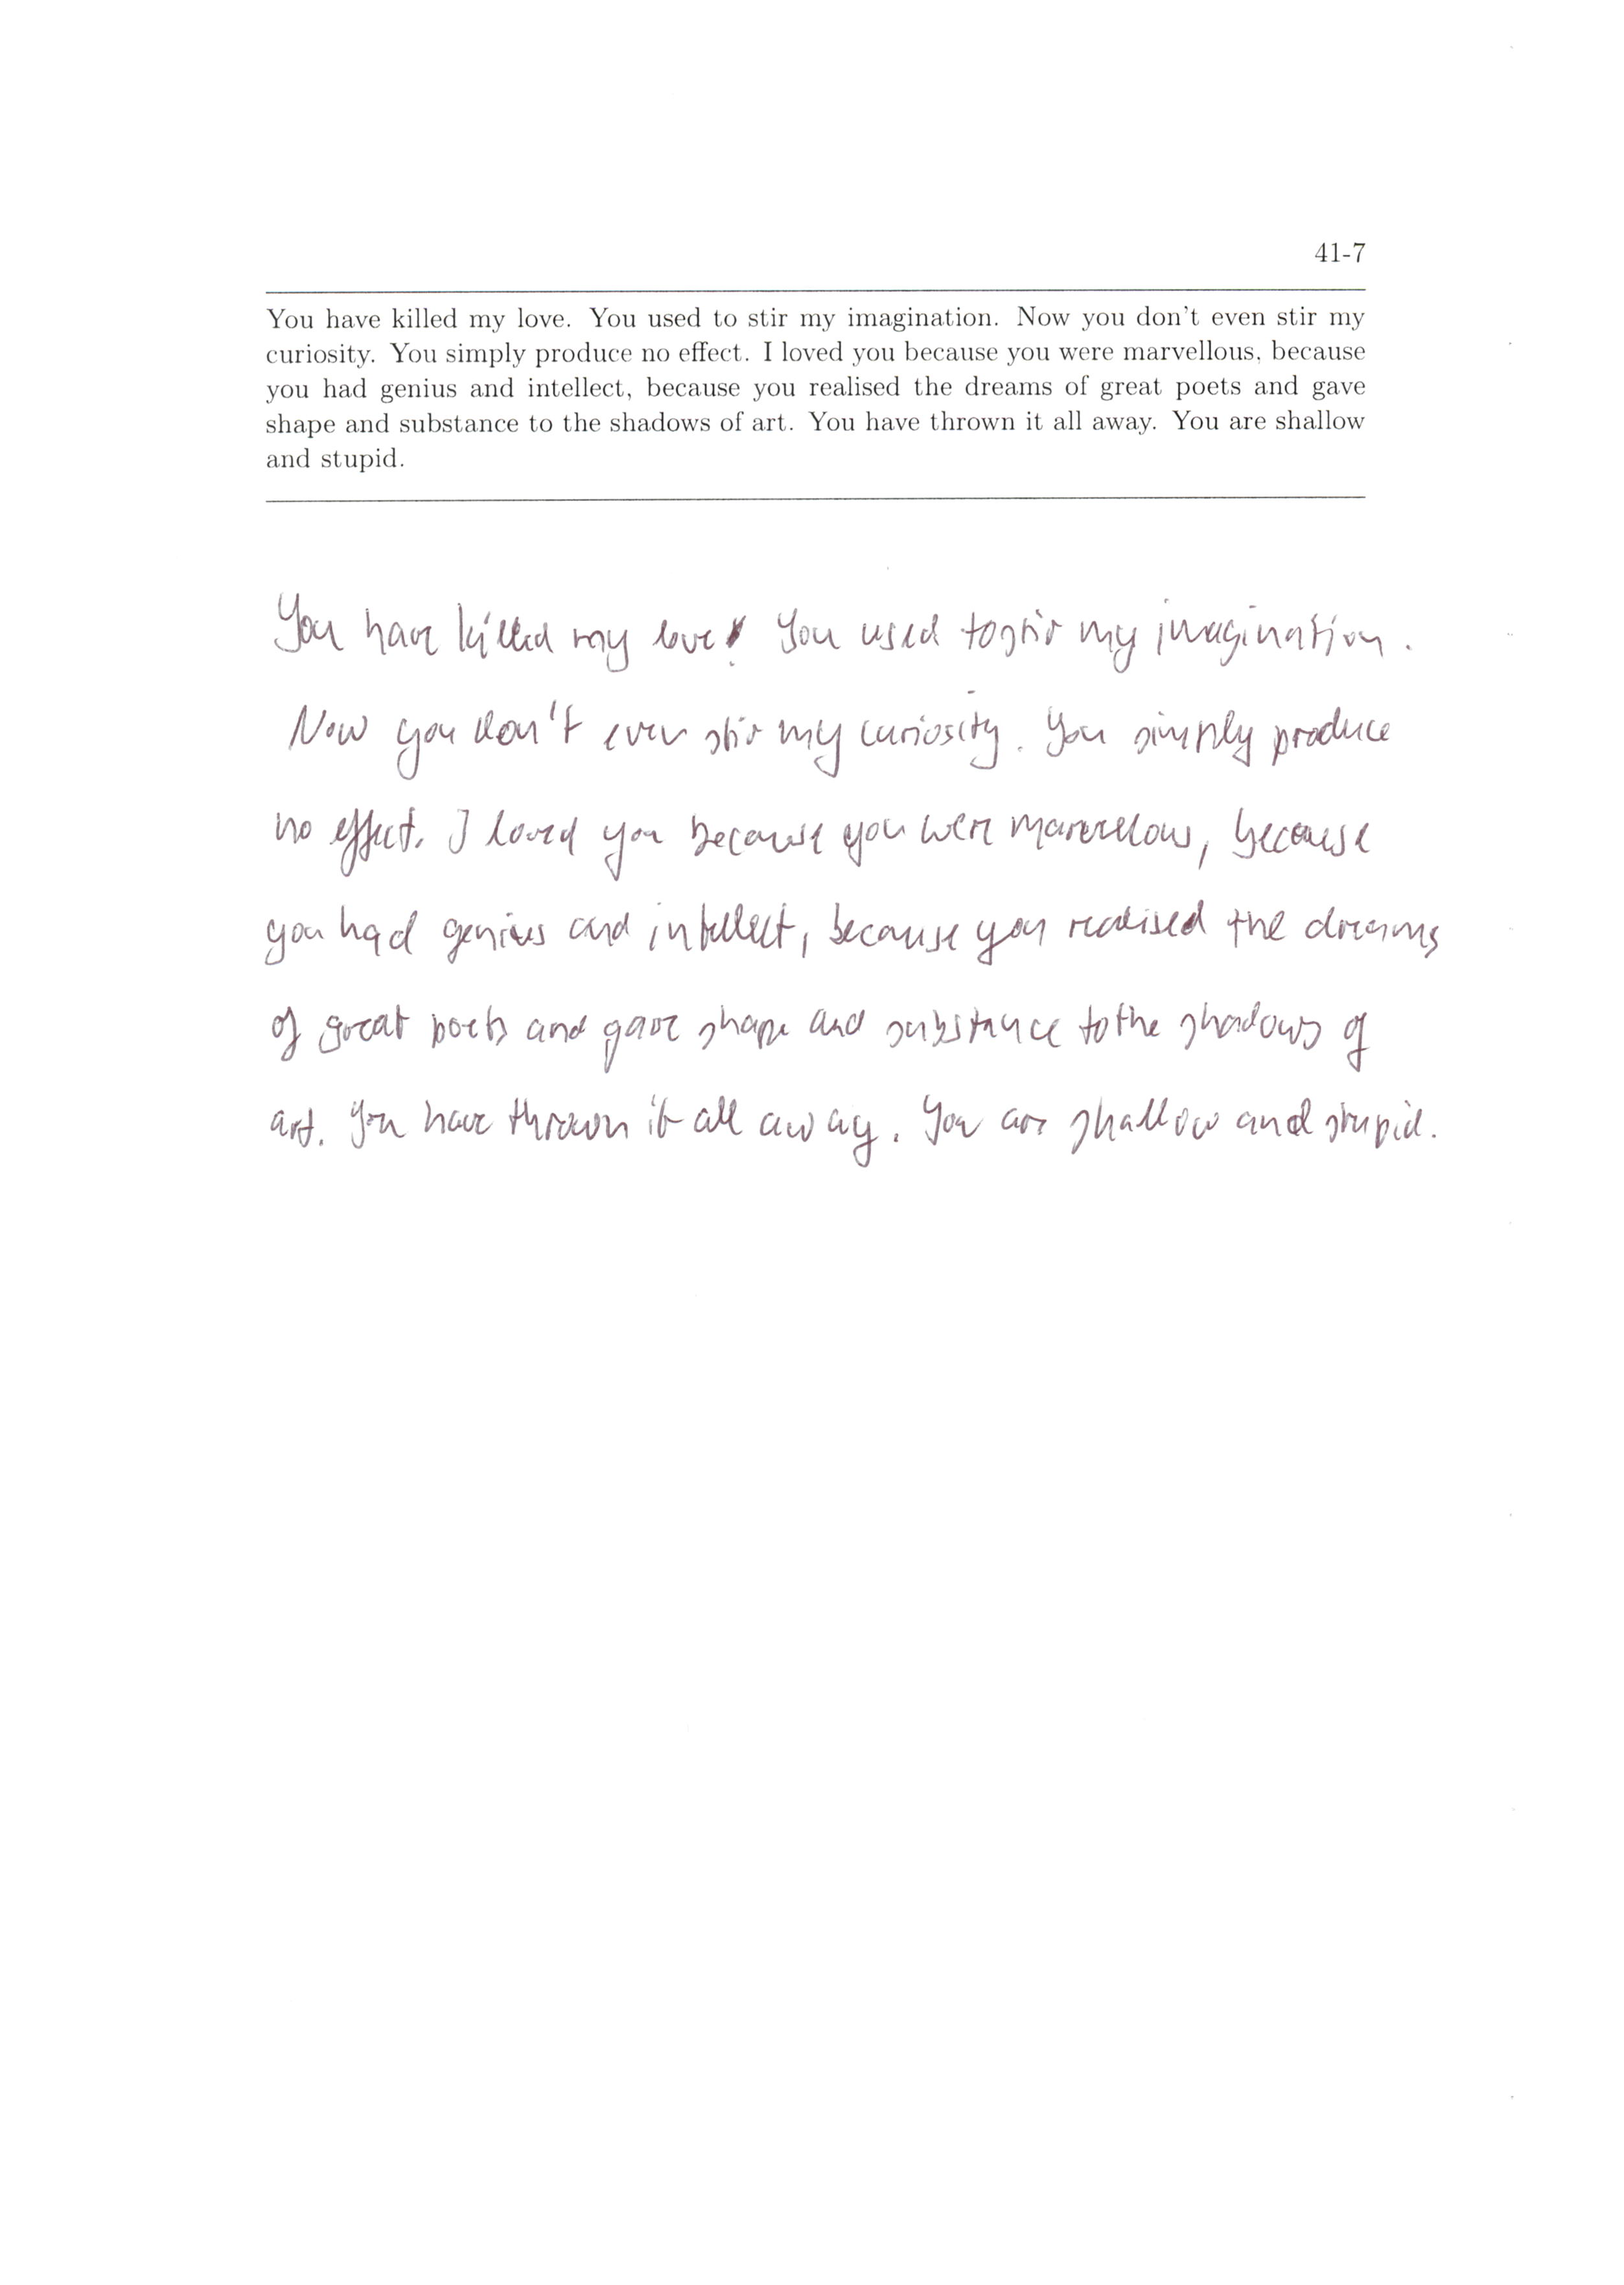 41-7
You have killed my love. You used to stir my imagination. Now you don't even stir my
curiosity. You simply produce no effect. I loved you because you were marvellous, because
you had genius and intellect, because you realised the dreams of great poets and gave
shape and substance to the shadows of art. You have thrown it all away. You are shallow
and stupid.
You have killed my love! You used to stir my imagination.
Now you don't even stir my curiosity. You simply produce
no effect. I loved you because you were marvellous, because
you had genius and intellect, because you realised the dreams
of great poets and gave shape and substance to the shadows of
art. You have thrown it all away. You are shallow and stupid.